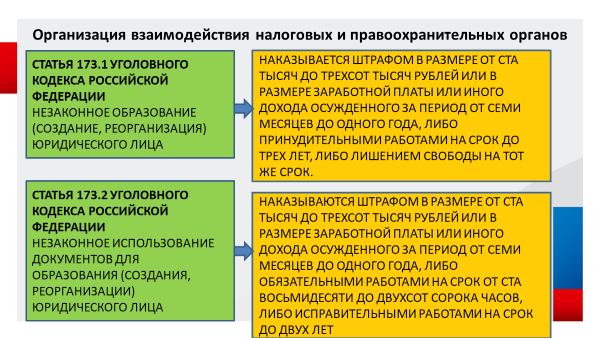 Организация взаимодействия налоговых и правоохранительных органов
СТАТЬЯ 173.1 УГОЛОВНОГО
КОДЕКСА РОССИЙСКОЙ
ФЕДЕРАЦИИ
НЕЗАКОННОЕ ОБРАЗОВАНИЕ
(СОЗДАНИЕ, РЕОРГАНИЗАЦИЯ)
ЮРИДИЧЕСКОГО ЛИЦА
НАКАЗЫВАЕТСЯ ШТРАФОМ В РАЗМЕРЕ ОТ СТА
ТЫСЯЧ ДО ТРЕХСОТ ТЫСЯЧ РУБЛЕЙ ИЛИ В
РАЗМЕРЕ ЗАРАБОТНОЙ ПЛАТЫ ИЛИ ИНОГО
ДОХОДА ОСУЖДЕННОГО ЗА ПЕРИОД ОТ СЕМИ
МЕСЯЦЕВ ДО ОДНОГО ГОДА, ЛИБО
ПРИНУДИТЕЛЬНЫМИ РАБОТАМИ НА СРОК ДО
ТРЕХ ЛЕТ, ЛИБО ЛИШЕНИЕМ СВОБОДЫ НА ТОТ
ЖЕ СРОК.
СТАТЬЯ 173.2 УГОЛОВНОГО
КОДЕКСА РОССИЙСКОЙ
ФЕДЕРАЦИИ
НЕЗАКОННОЕ ИСПОЛЬЗОВАНИЕ
ДОКУМЕНТОВ ДЛЯ
ОБРАЗОВАНИЯ (СОЗДАНИЯ,
РЕОРГАНИЗАЦИИ)
ЮРИДИЧЕСКОГО ЛИЦА
НАКАЗЫВАЮТСЯ ШТРАФОМ В РАЗМЕРЕ ОТ СТА
ТЫСЯЧ ДО ТРЕХСОТ ТЫСЯЧ РУБЛЕЙ ИЛИ В
РАЗМЕРЕ ЗАРАБОТНОЙ ПЛАТЫ ИЛИ ИНОГО
ДОХОДА ОСУЖДЕННОГО ЗА ПЕРИОД ОТ СЕМИ
МЕСЯЦЕВ ДО ОДНОГО ГОДА, ЛИБО
ОБЯЗАТЕЛЬНЫМИ РАБОТАМИ НА СРОК ОТ СТА
ВОСЬМИДЕСЯТИ ДО ДВУХСОТ СОРОКА ЧАСОВ,
ЛИБО ИСПРАВИТЕЛЬНЫМИ РАБОТАМИ НА СРОК
ДО ДВУХ ЛЕТ